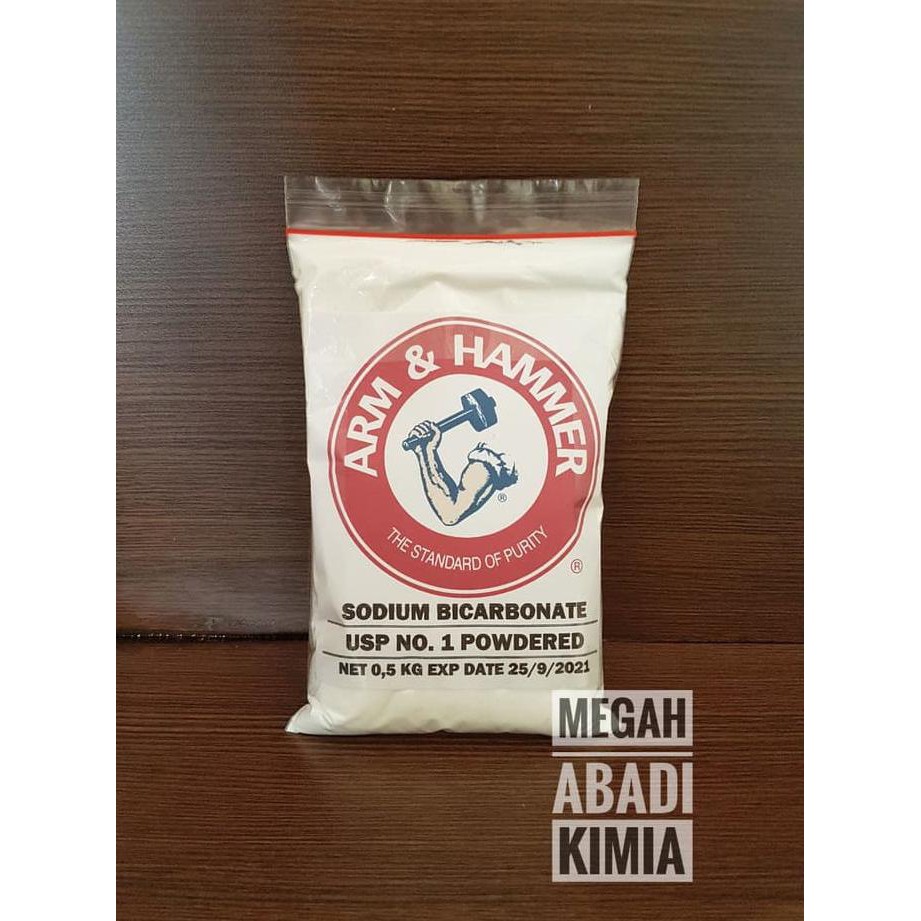 ARM & HAMMER
®
THE STANDARD OF PURITY
®
SODIUM BICARBONATE
USP NO. 1 POWDERED
NET 0,5 KG EXP DATE 25/9/2021
MEGAH
ABADI
KIMIA